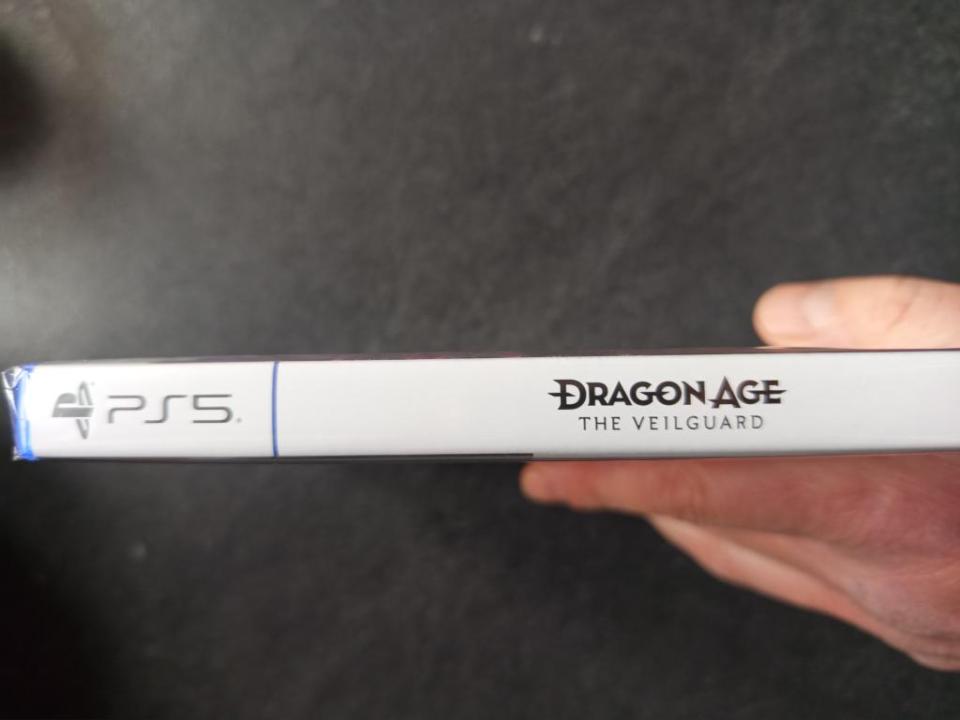 PS5
DRAGON AGE
THE VEILGUARD